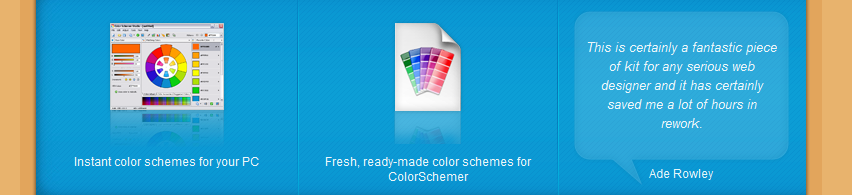 Instant color schemes for your PC
Fresh, ready-made color schemes for
ColorSchemer
This is certainly a fantastic piece
of kit for any serious web
designer and it has certainly
saved me a lot of hours in
rework.
Ade Rowley